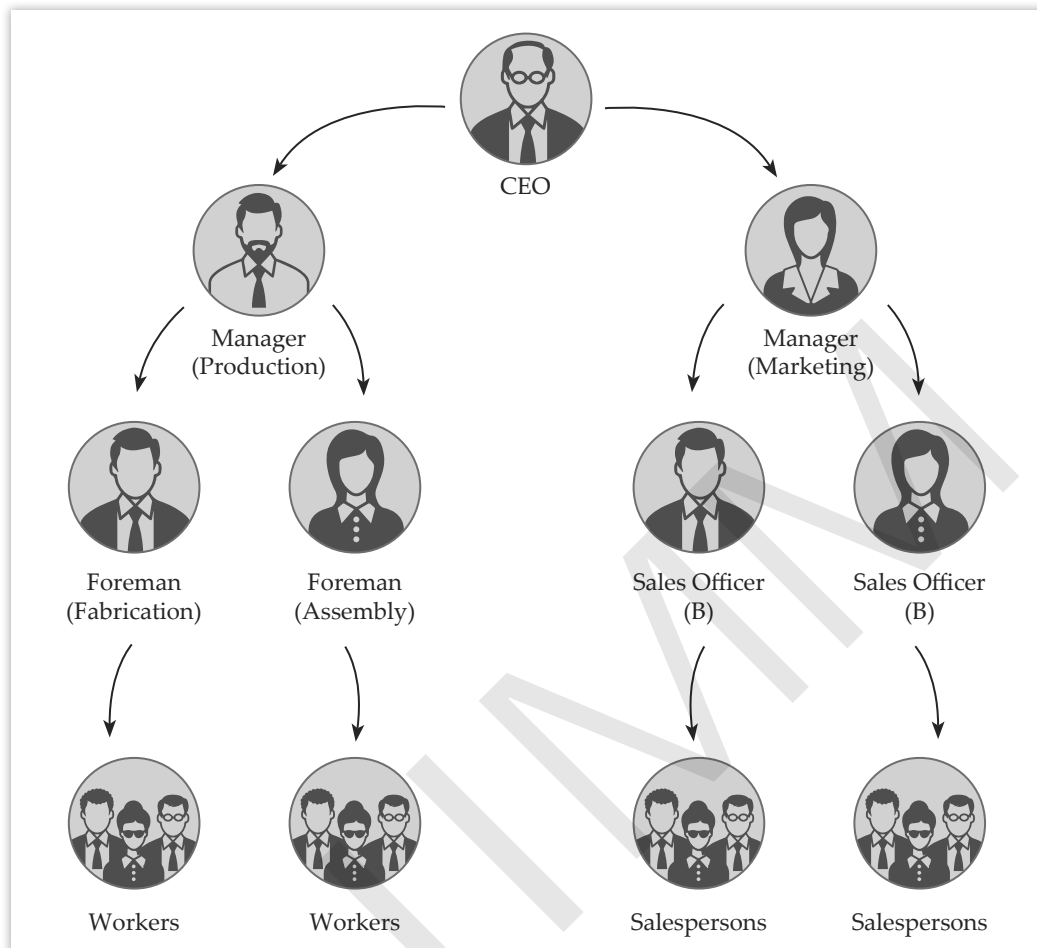 CEO
Manager
(Production)
Manager
(Marketing)
Foreman
(Fabrication)
Foreman
(Assembly)
Sales Officer
(B)
Sales Officer
(B)
Workers
Workers
Salespersons
Salespersons